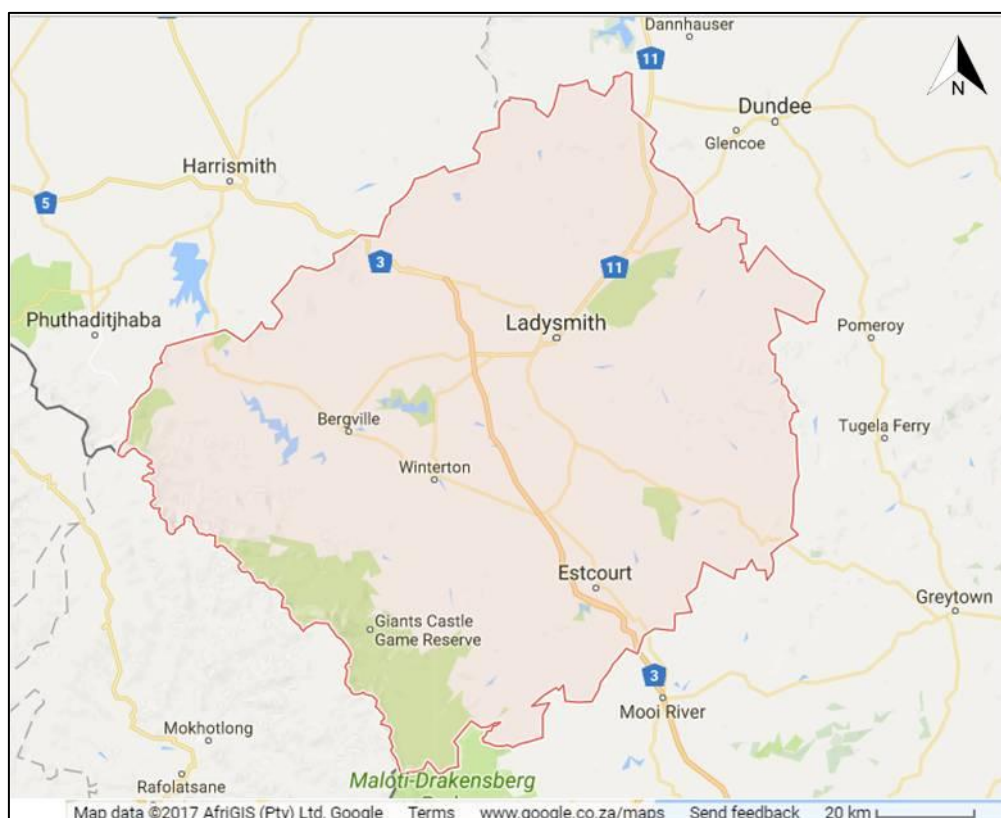 Dannhauser
11
N
Dundee
Glencoe
Harrismith
5
3
11
Phuthaditjhaba
Ladysmith
Pomeroy
Bergville
Tugela Ferry
Winterton
Estcourt
Greytown
Giants Castle
Game Reserve
3
Mooi River
Mokhotlong
Rafolatsane
Maloti-Drakensberg
Map data ©2017 AfriGIS (Pty) Ltd, Google Terms www.google.co.za/maps Send feedback 20 km